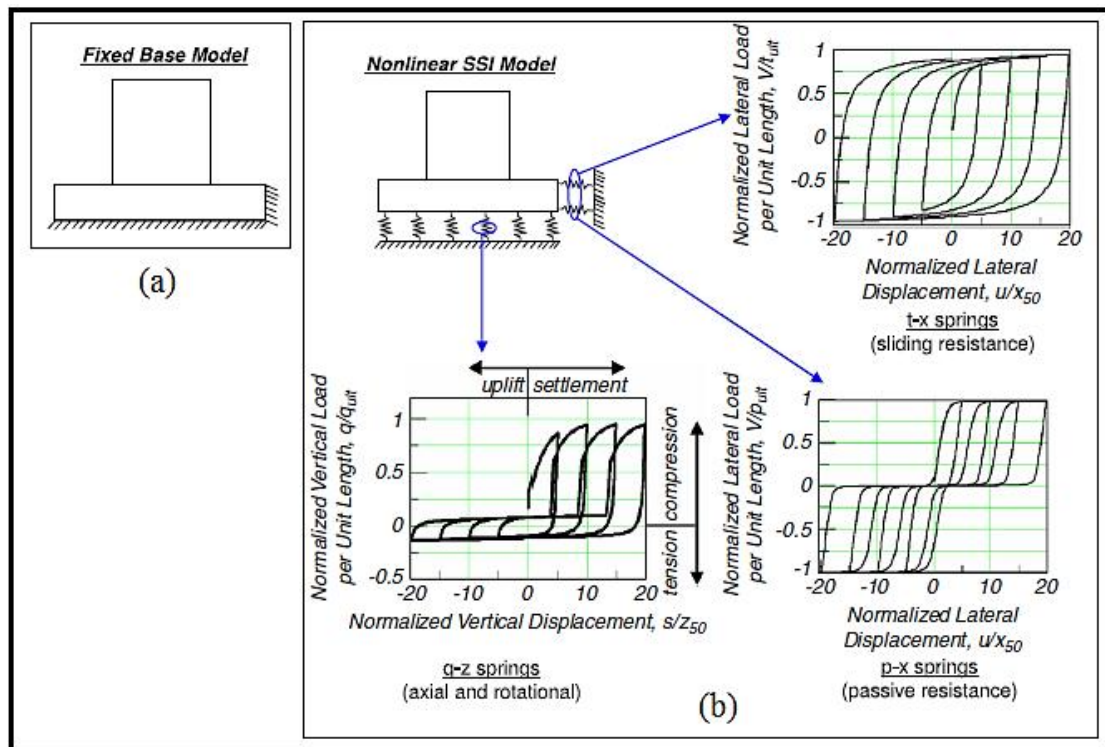 (a)
Fixed Base Model
Nonlinear SSI Model
Normalized Lateral Load
per Unit Length, V/t_ult
1
0.5
0
-0.5
-1
-20
-10
0
10
20
Normalized Lateral
Displacement, u/x_50
t-x springs
(sliding resistance)
uplift
settlement
Normalized Vertical Load
per Unit Length, q/q_ult
1
0.5
0
-0.5
-20
-10
0
10
20
Normalized Vertical Displacement, s/z_50
compression
tension
q-z springs
(axial and rotational)
Normalized Lateral Load
per Unit Length, V/p_ult
1
0.5
0
-0.5
-1
-20
-10
0
10
20
Normalized Lateral
Displacement, u/x_50
p-x springs
(passive resistance)
(b)